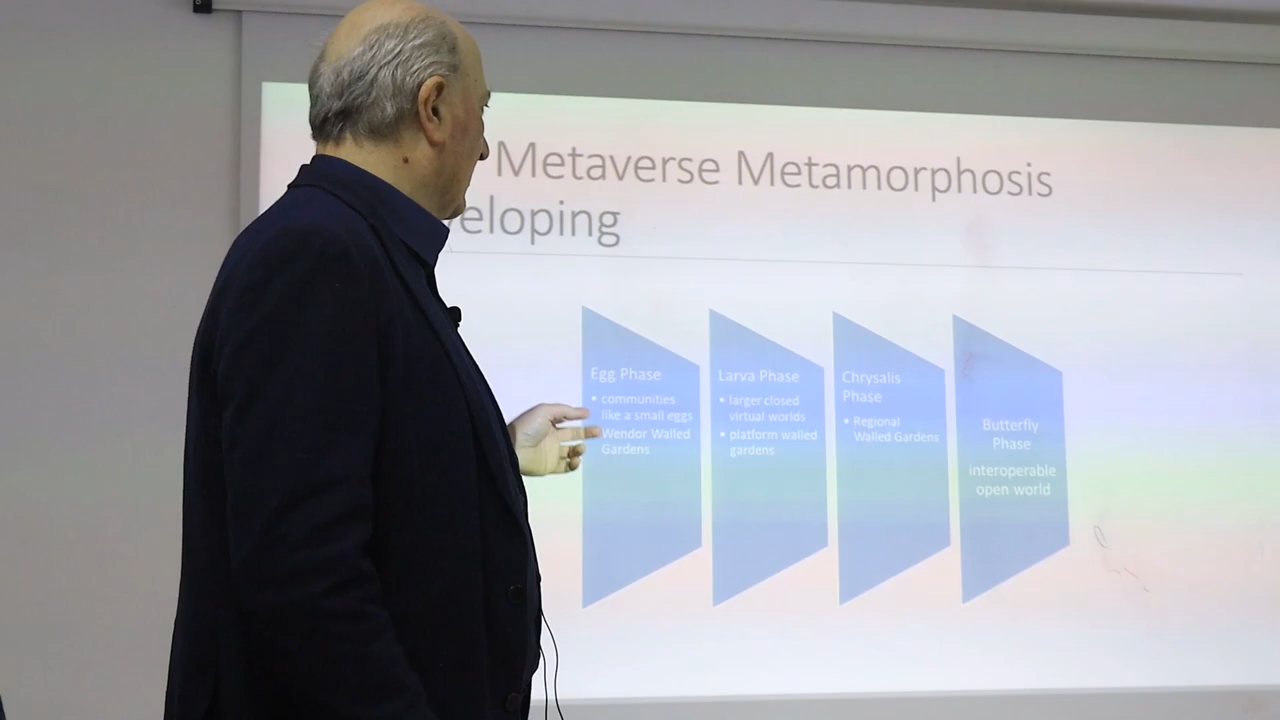 Metaverse Metamorphosis
eloping
Egg Phase
• communities
like a small eggs
Wendor Walled
Gardens
Larva Phase
• larger closed
virtual worlds
• platform walled
gardens
Chrysalis
Phase
• Regional
Walled Gardens
Butterfly
Phase
interoperable
open world